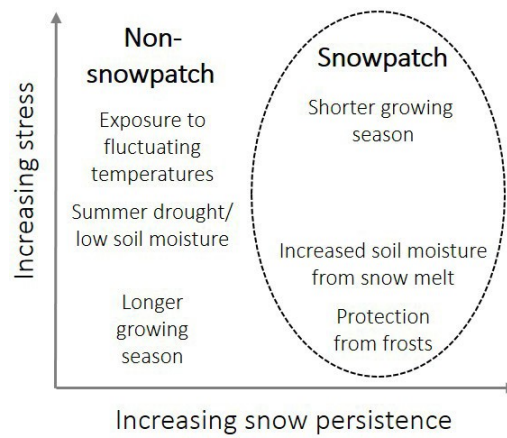 Increasing stress
Non-
snowpatch
Exposure to
fluctuating
temperatures
Summer drought/
low soil moisture
Longer
growing
season
Snowpatch
Shorter growing
season
Increased soil moisture
from snow melt
Protection
from frosts
Increasing snow persistence